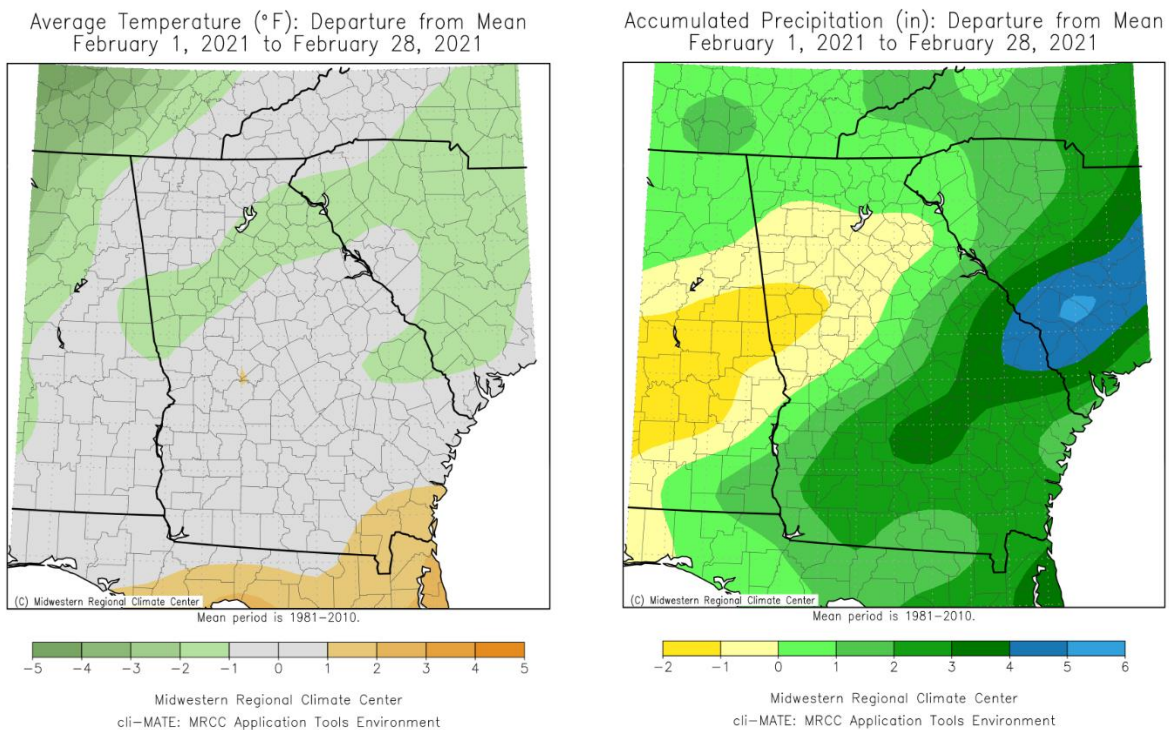 Average Temperature (°F): Departure from Mean
February 1, 2021 to February 28, 2021
(C) Midwestern Regional Climate Center
Mean period is 1981-2010.
-5 -4 -3 -2 -1 0 1 2 3 4 5
Midwestern Regional Climate Center
cli-MATE: MRCC Application Tools Environment
Accumulated Precipitation (in): Departure from Mean
February 1, 2021 to February 28, 2021
(C) Midwestern Regional Climate Center
Mean period is 1981-2010.
-2 -1 0 1 2 3 4 5 6
Midwestern Regional Climate Center
cli-MATE: MRCC Application Tools Environment